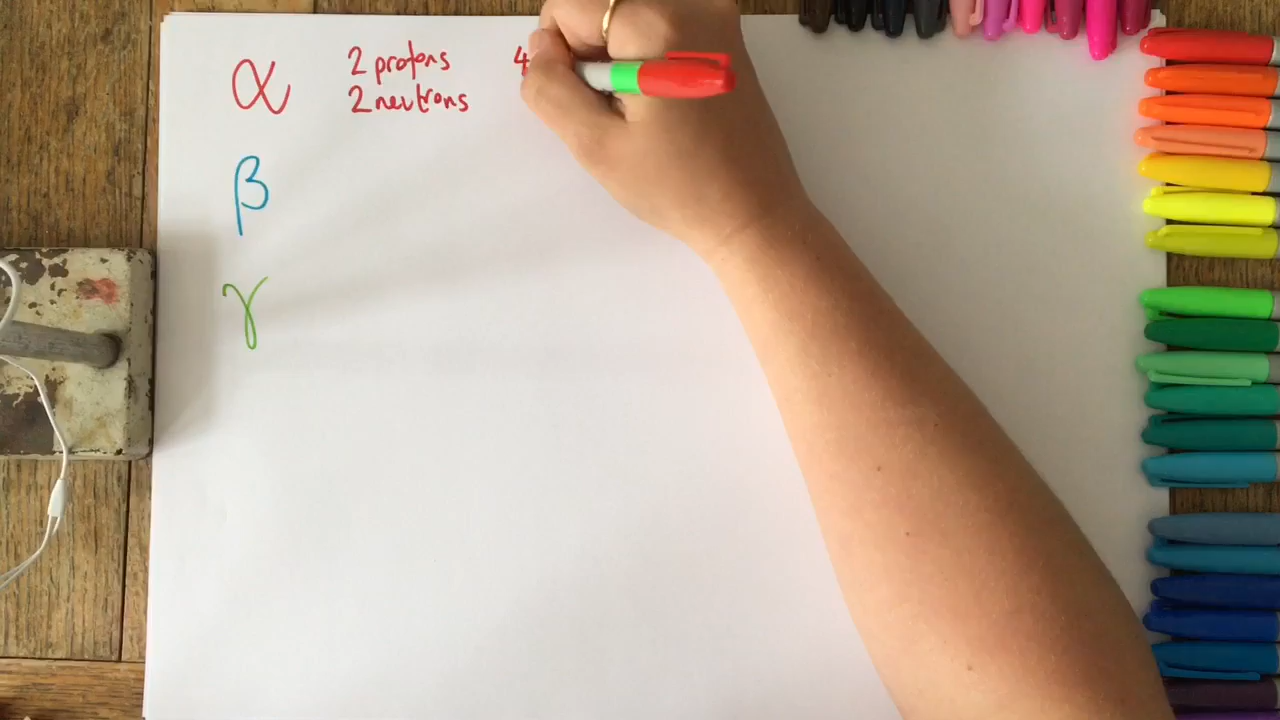 α 2 protons 4
2 neutrons
β
γ